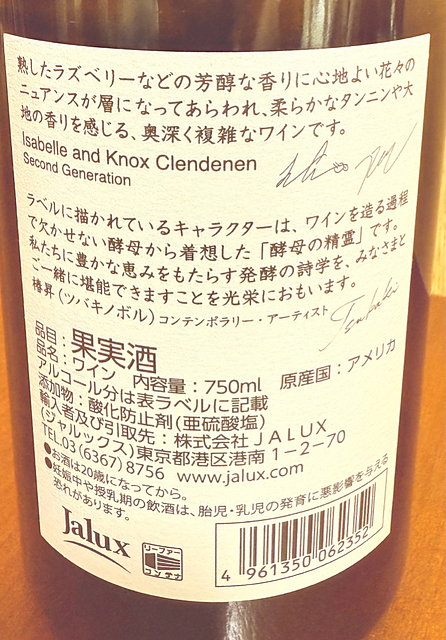 熟したラズベリーなどの芳醇な香りに心地よい花々の
ニュアンスが層になってあらわれ、柔らかなタンニンや大
地の香りを感じる、奥深く複雑なワインです。
Isabelle and Knox Clendenen
Second Generation
ラベルに描かれているキャラクターは、ワインを造る過程
で欠かせない酵母から着想した「酵母の精霊」です。
私たちに豊かな恵みをもたらす発酵の詩学を、みなさまと
ご一緒に堪能できますことを光栄におもいます。
椿昇(ツバキノボル)コンテンポラリー・アーティスト
Tsubaki
品目：果実酒
品名：ワイン 内容量：750ml 原産国：アメリカ
アルコール分は表ラベルに記載
添加物：酸化防止剤(亜硫酸塩)
輸入者及び引取先：株式会社JALUX
(ジャルックス)東京都港区港南1-2-70
TEL.03(6367)8756 www.jalux.com
●お酒は20歳になってから。
●妊娠中や授乳期の飲酒は、胎児・乳児の発育に悪影響を与える
恐れがあります。
Jalux
リーファー
コンテナ
4 961350 062352